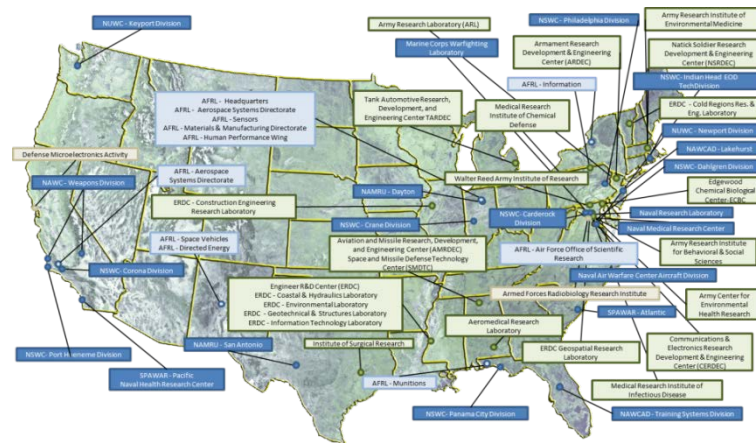 NUWC - Keyport Division
Army Research Laboratory (ARL)
Marine Corps Warfighting
Laboratory
NSWC - Philadelphia Division
Army Research Institute of
Environmental Medicine
Armament Research
Development & Engineering
Center (ARDEC)
Natick Soldier Research
Development & Engineering
Center (NSRDEC)
AFRL - Information
NSWC- Indian Head EOD
TechDivision
AFRL - Headquarters
AFRL - Aerospace Systems Directorate
AFRL - Sensors
AFRL - Materials & Manufacturing Directorate
AFRL - Human Performance Wing
Tank Automotive Research,
Development, and
Engineering Center TARDEC
Medical Research
Institute of Chemical
Defense
ERDC - Cold Regions Res. &
Eng. Laboratory
NUWC - Newport Division
NAWCAD - Lakehurst
NSWC- Dahlgren Division
Defense Microelectronics Activity
Walter Reed Army Institute of Research
NAWC - Weapons Division
AFRL - Aerospace
Systems Directorate
NAMRU - Dayton
Edgewood
Chemical Biological
Center-ECBC
ERDC - Construction Engineering
Research Laboratory
NSWC - Crane Division
NSWC- Carderock Division
Naval Research Laboratory
Naval Medical Research Center
AFRL - Space Vehicles
AFRL - Directed Energy
Aviation and Missile Research, Development,
and Engineering Center (AMRDEC)
Space and Missile Defense Technology
Center (SMDTC)
AFRL - Air Force Office of Scientific
Research
Army Research Institute
for Behavioral & Social
Sciences
NSWC- Corona Division
Naval Air Warfare Center Aircraft Division
Engineer R&D Center (ERDC)
ERDC - Coastal & Hydraulics Laboratory
ERDC - Environmental Laboratory
ERDC - Geotechnical & Structures Laboratory
ERDC - Information Technology Laboratory
Armed Forces Radiobiology Research Institute
Army Center for
Environmental Health
Research
SPAWAR - Atlantic
Aeromedical Research
Laboratory
NAMRU - San Antonio
Institute of Surgical Research
ERDC Geospatial Research
Laboratory
Communications &
Electronics Research
Development & Engineering
Center (CERDEC)
NSWC- Port Hueneme Division
SPAWAR - Pacific
Naval Health Research Center
AFRL - Munitions
Medical Research Institute of
Infectious Disease
NSWC - Panama City Division
NAWCAD - Training Systems Division